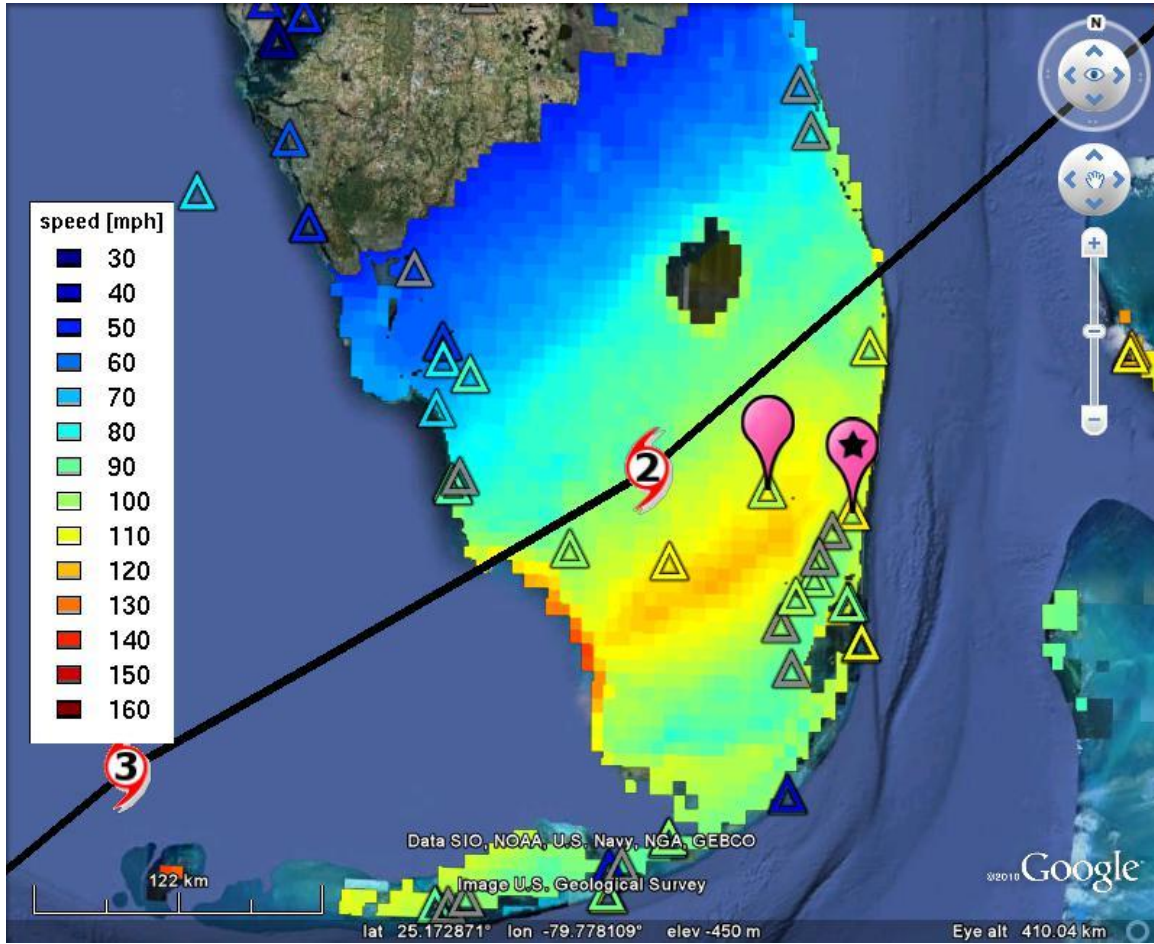 N
speed [mph]
30
40
50
60
70
80
90
100
110
120
130
140
150
160
2
3
Data SIO, NOAA, U.S. Navy, NGA, GEBCO
122 km
Image U.S. Geological Survey
©2010 Google
lat 25.172871° lon -79.778109° elev -450 m
Eye alt 410.04 km